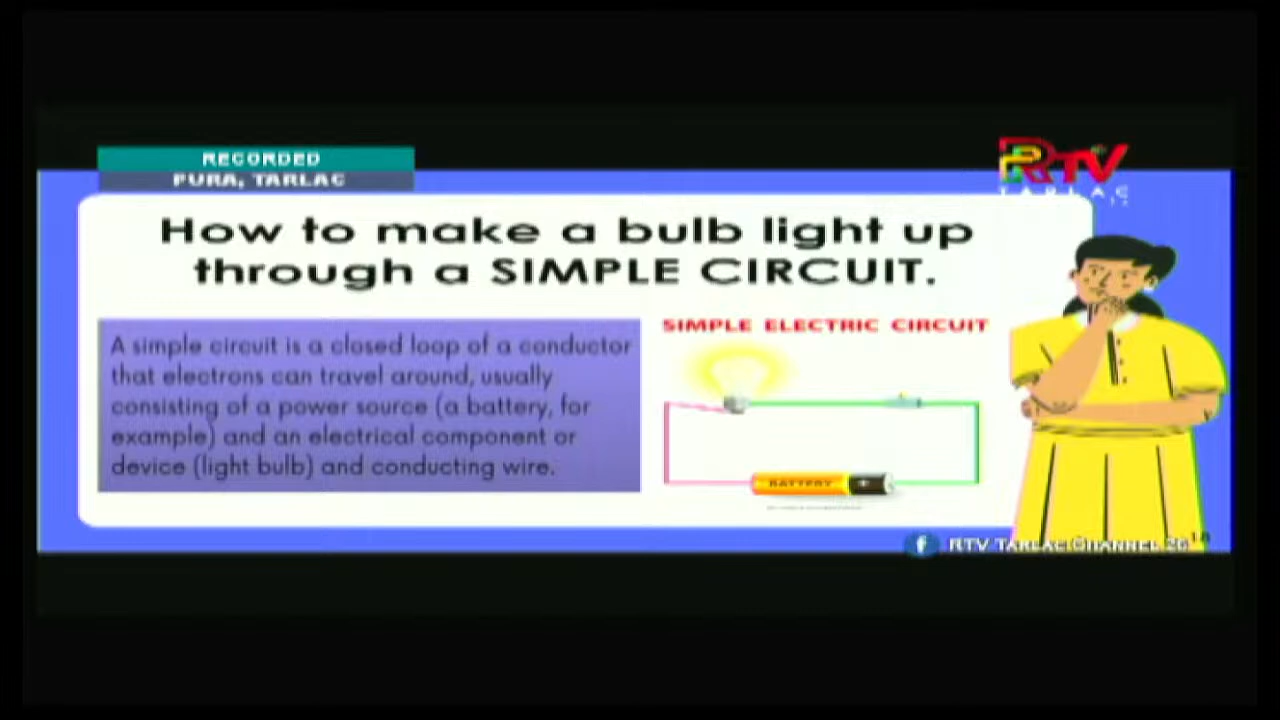 RECORDED
PURA, TARLAC
RTV
TARLAC
How to make a bulb light up
through a SIMPLE CIRCUIT.
A simple circuit is a closed loop of a conductor
that electrons can travel around, usually
consisting of a power source (a battery, for
example) and an electrical component or
device (light bulb) and conducting wire.
SIMPLE ELECTRIC CIRCUIT
BATTERY
+
RTV TARLAC CHANNEL 26